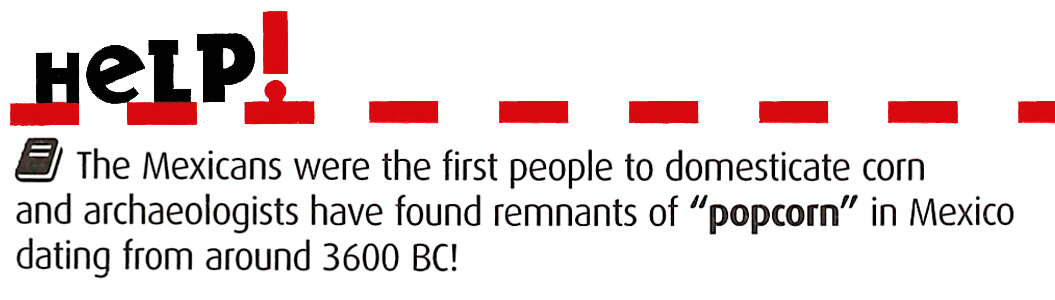 HeLP!
The Mexicans were the first people to domesticate corn
and archaeologists have found remnants of “popcorn” in Mexico
dating from around 3600 BC!